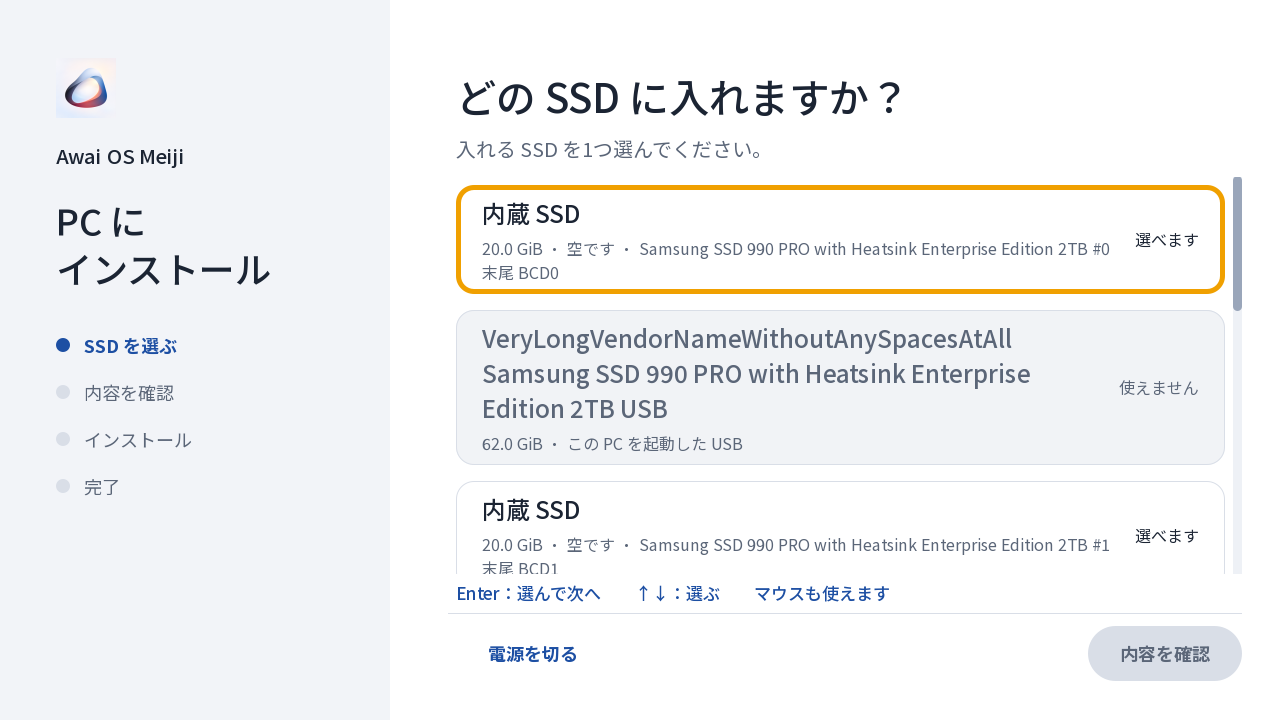 Awai OS Meiji
PC に
インストール
SSD を選ぶ
内容を確認
インストール
完了
どの SSD に入れますか？
入れる SSD を1つ選んでください。
内蔵 SSD
20.0 GiB ・ 空です ・ Samsung SSD 990 PRO with Heatsink Enterprise Edition 2TB #0
末尾 BCD0
選べます
VeryLongVendorNameWithoutAnySpacesAtAll
Samsung SSD 990 PRO with Heatsink Enterprise
Edition 2TB USB
62.0 GiB ・ この PC を起動した USB
使えません
内蔵 SSD
20.0 GiB ・ 空です ・ Samsung SSD 990 PRO with Heatsink Enterprise Edition 2TB #1
末尾 BCD1
選べます
Enter：選んで次へ ↑↓：選ぶ マウスも使えます
電源を切る
内容を確認